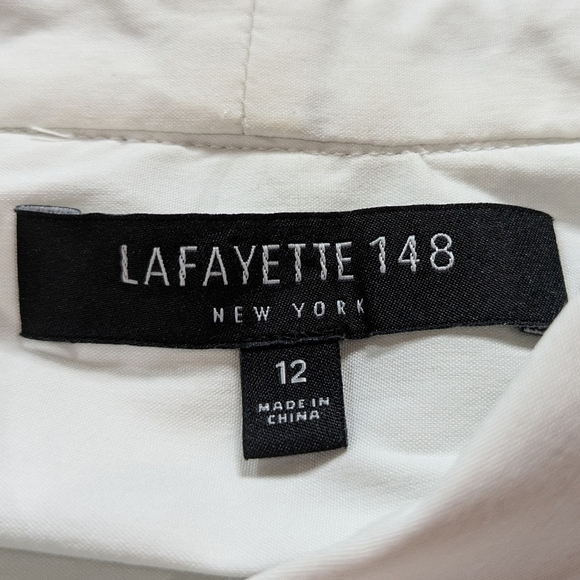 LAFAYETTE 148
NEW YORK
12
MADE IN
CHINA